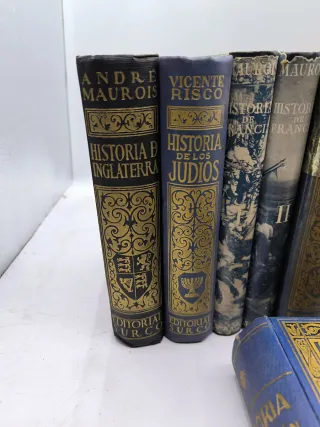 ANDRE
MAUROIS
HISTORIA DE
INGLATERRA
EDITORIAL
SURCO
VICENTE
RISCO
HISTORIA
DE LOS
JUDIOS
EDITORIAL
SURCO
MAUROIS
HISTORIA
DE
I
MAUROIS
HISTORIA
DE
FRANCIA
II